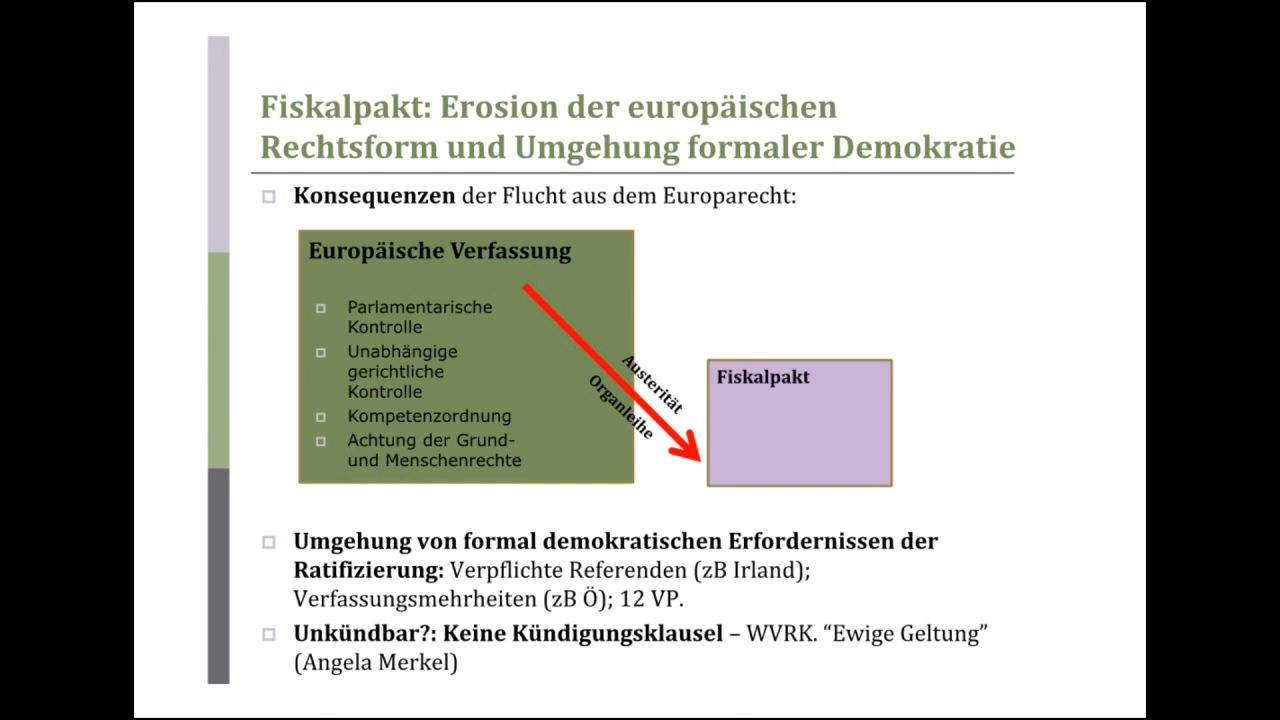 Fiskalpakt: Erosion der europäischen
Rechtsform und Umgehung formaler Demokratie
Konsequenzen der Flucht aus dem Europarecht:
Europäische Verfassung
Parlamentarische
Kontrolle
Unabhängige
gerichtliche
Kontrolle
Kompetenzordnung
Achtung der Grund-
und Menschenrechte
Austerität
Organleihe
Fiskalpakt
Umgehung von formal demokratischen Erfordernissen der
Ratifizierung: Verpflichte Referenden (zB Irland);
Verfassungsmehrheiten (zB Ö); 12 VP.
Unkündbar?: Keine Kündigungsklausel – WVRK. “Ewige Geltung”
(Angela Merkel)